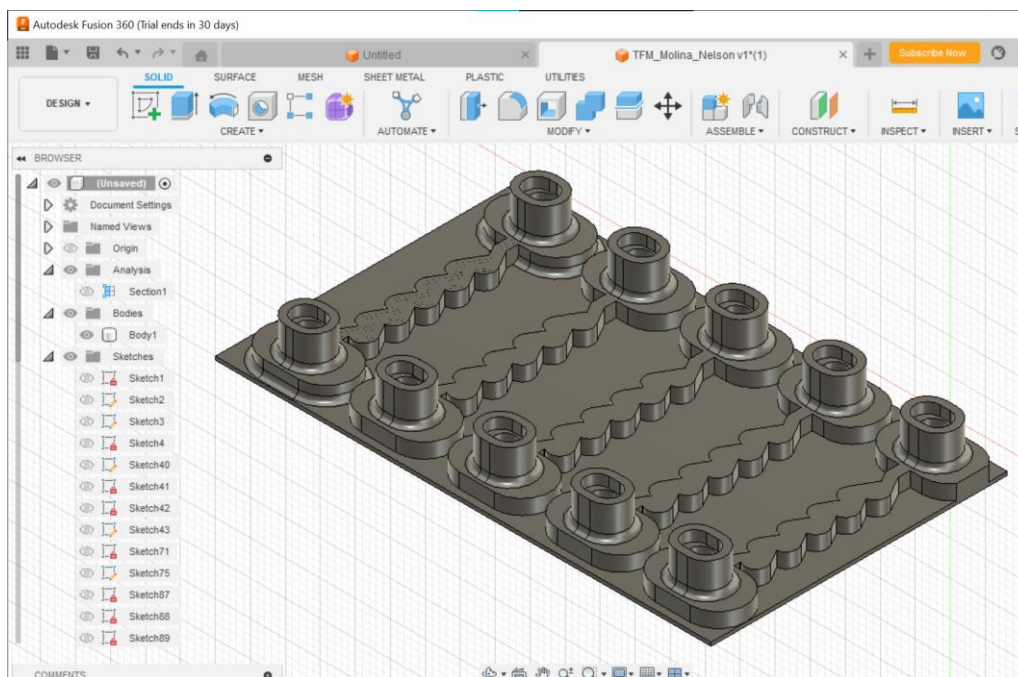 Autodesk Fusion 360 (Trial ends in 30 days)
Untitled
TFM_Molina_Nelson v1*(1)
Subscribe Now
DESIGN
SOLID SURFACE MESH SHEET METAL PLASTIC UTILITIES
CREATE AUTOMATE MODIFY ASSEMBLE CONSTRUCT INSPECT INSERT
BROWSER
(Unsaved)
Document Settings
Named Views
Origin
Analysis
Section1
Bodies
Body1
Sketches
Sketch1
Sketch2
Sketch3
Sketch4
Sketch40
Sketch41
Sketch42
Sketch43
Sketch71
Sketch75
Sketch87
Sketch88
Sketch89
COMMENTS